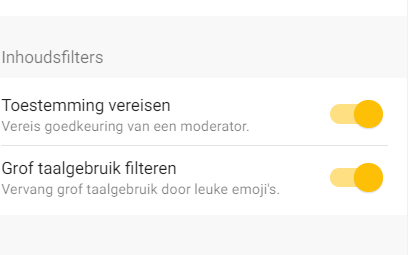 Inhoudsfilters
Toestemming vereisen
Vereis goedkeuring van een moderator.
Grof taalgebruik filteren
Vervang grof taalgebruik door leuke emoji's.